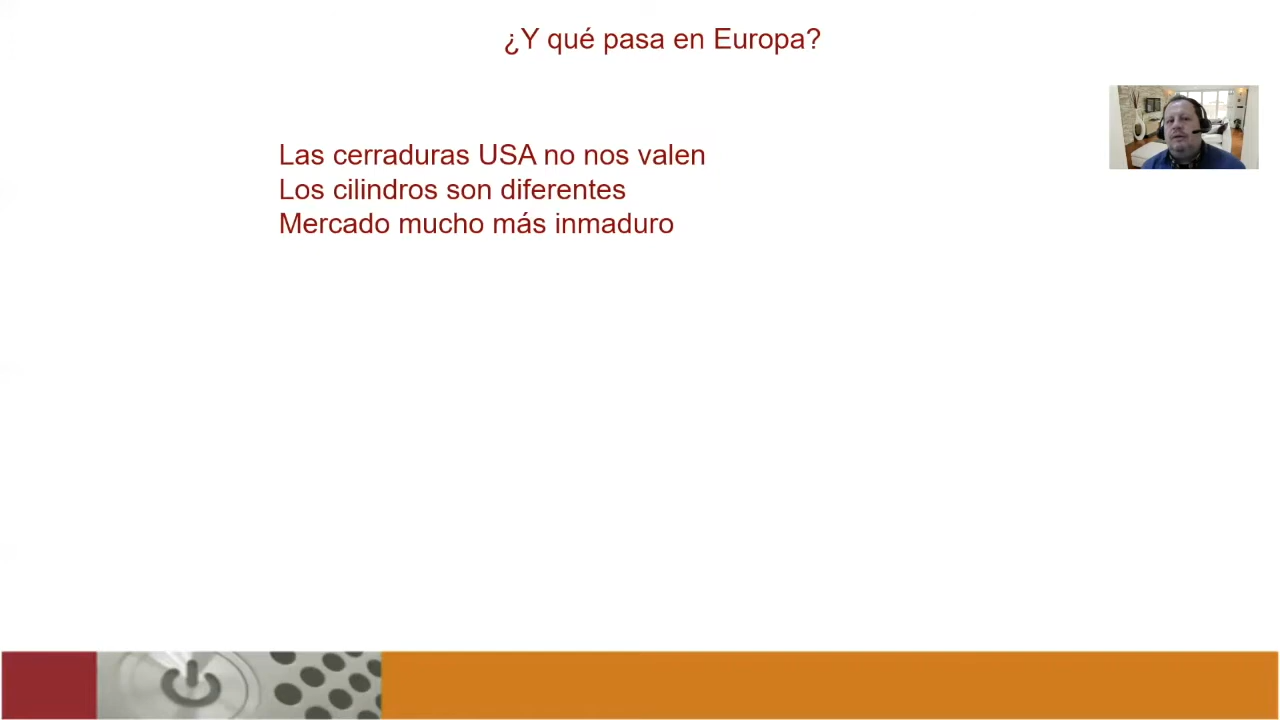 ¿Y qué pasa en Europa?
Las cerraduras USA no nos valen
Los cilindros son diferentes
Mercado mucho más inmaduro